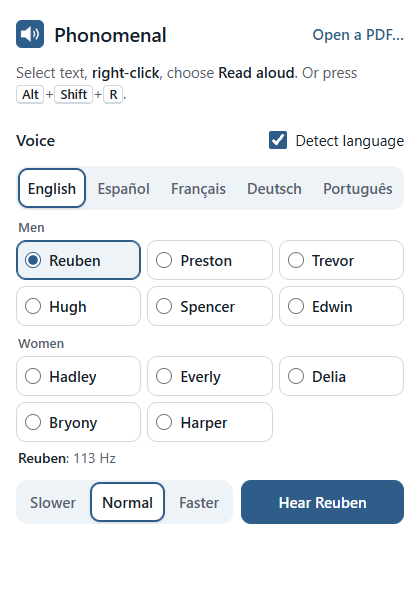 Phonomenal
Open a PDF...
Select text, right-click, choose Read aloud. Or press
Alt + Shift + R.
Voice
Detect language
English Español Français Deutsch Português
Men
Reuben Preston Trevor
Hugh Spencer Edwin
Women
Hadley Everly Delia
Bryony Harper
Reuben: 113 Hz
Slower Normal Faster
Hear Reuben